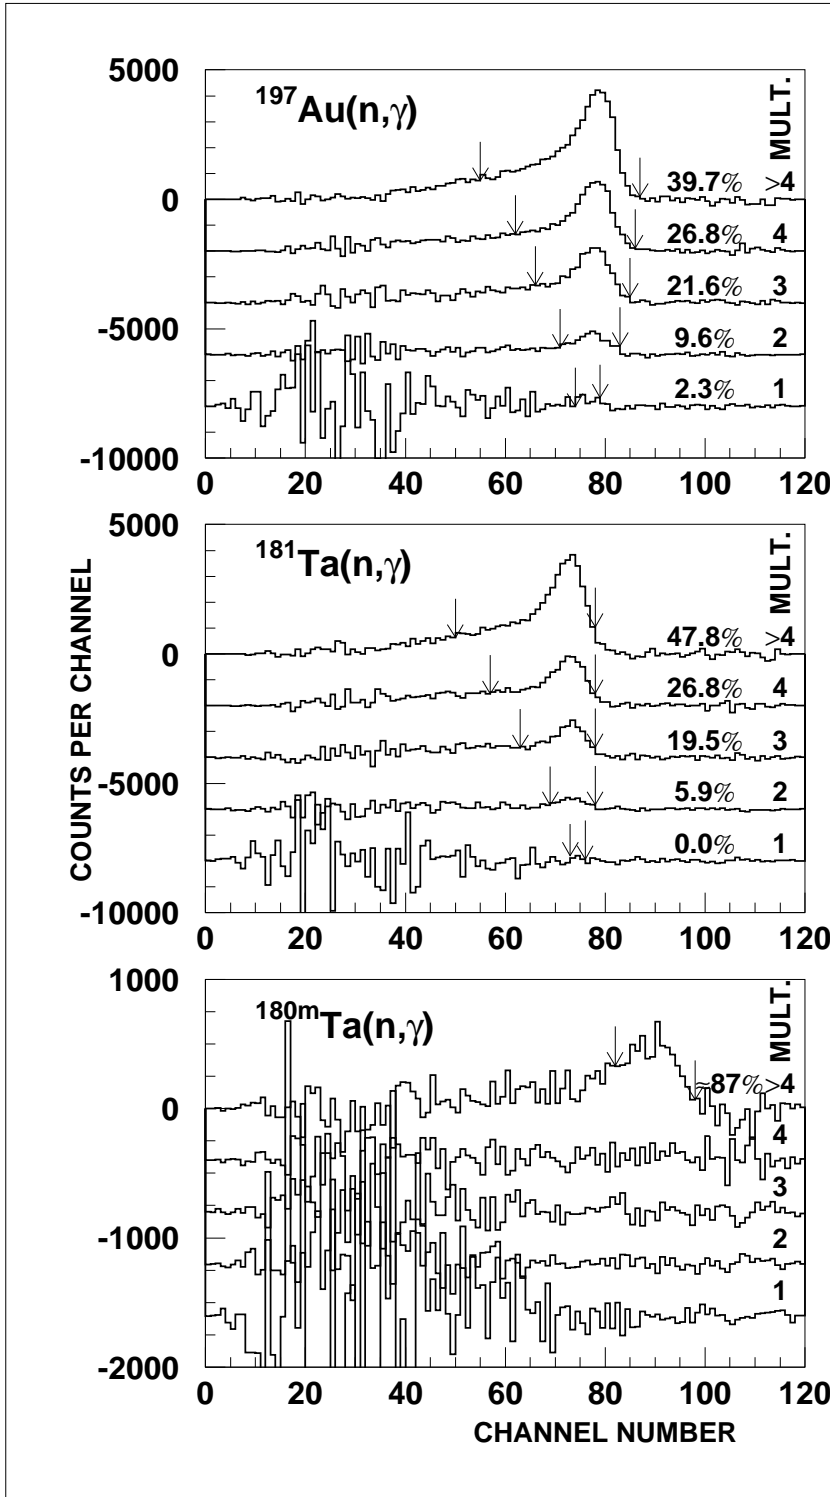 5000
0
-5000
-10000
¹⁹⁷Au(n,γ)
MULT.
39.7% >4
26.8% 4
21.6% 3
9.6% 2
2.3% 1
0 20 40 60 80 100 120
COUNTS PER CHANNEL
5000
0
-5000
-10000
¹⁸¹Ta(n,γ)
MULT.
47.8% >4
26.8% 4
19.5% 3
5.9% 2
0.0% 1
0 20 40 60 80 100 120
1000
0
-1000
-2000
¹⁸⁰ᵐTa(n,γ)
MULT.
≈87% >4
4
3
2
1
0 20 40 60 80 100 120
CHANNEL NUMBER